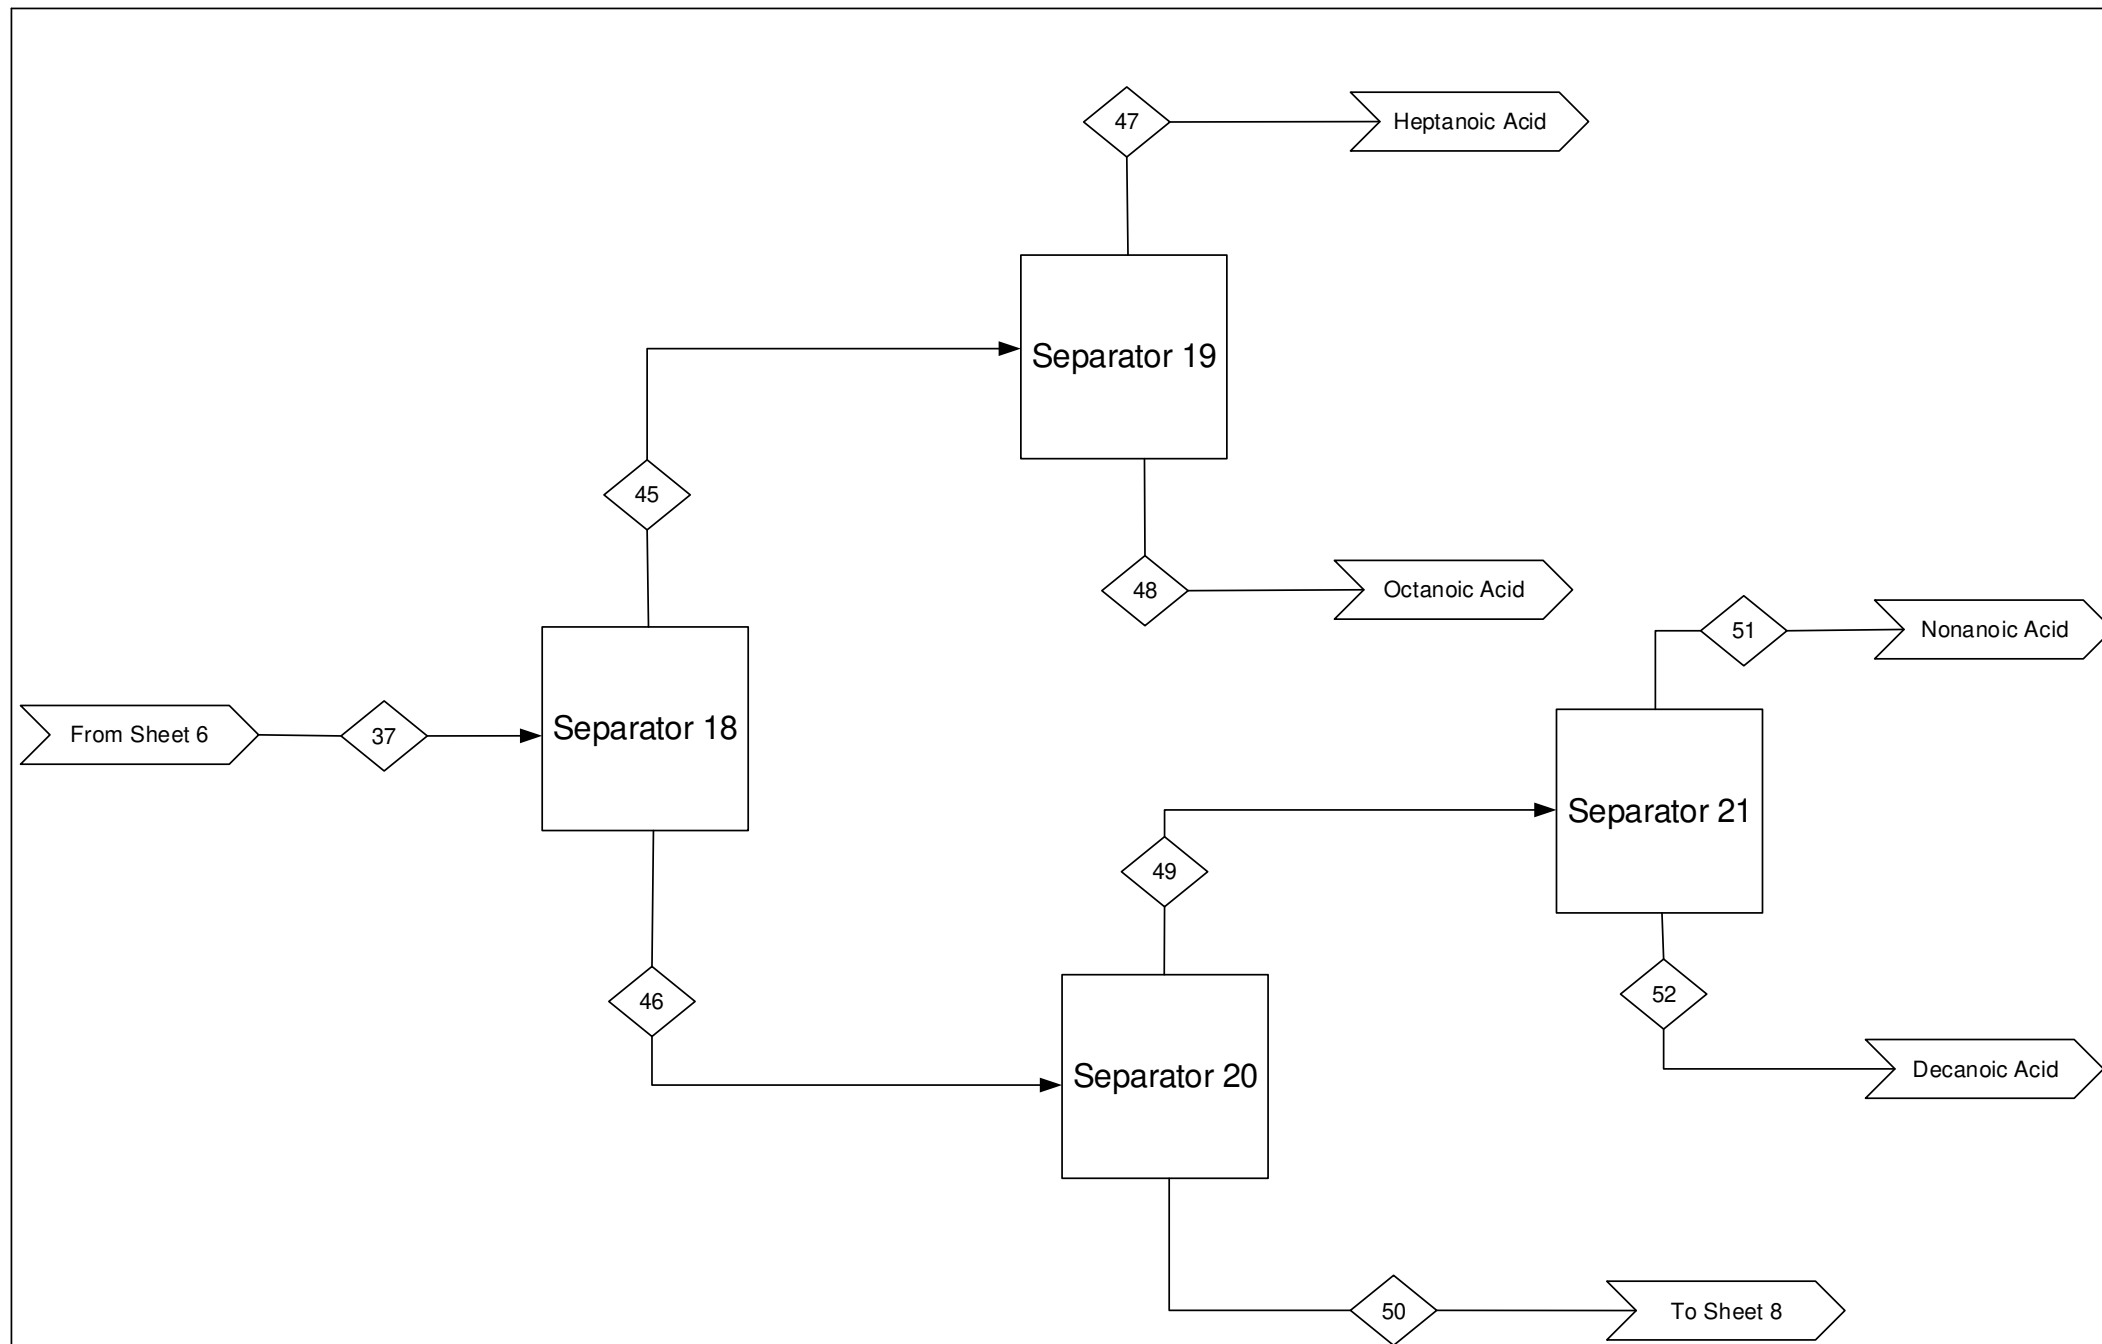 47
Heptanoic Acid
Separator 19
45
48
Octanoic Acid
51
Nonanoic Acid
From Sheet 6
37
Separator 18
Separator 21
49
52
46
Separator 20
Decanoic Acid
50
To Sheet 8